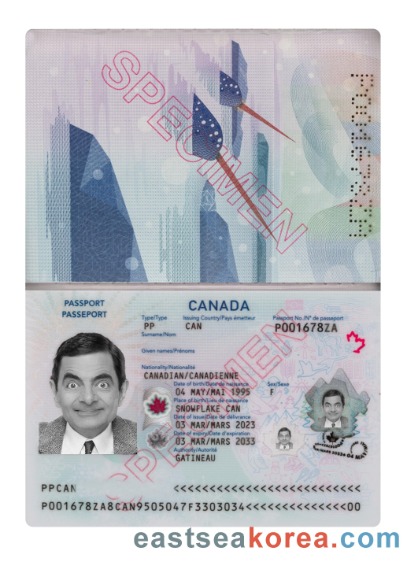 SPECIMEN
P001678ZA
PASSPORT
PASSEPORT
CANADA
Type/Type
Issuing Country/Pays émetteur
Passport No./Nº de passeport
PP
CAN
P001678ZA
Surname/Nom
Given names/Prénoms
Nationality/Nationalité
CANADIAN/CANADIENNE
Date of birth/Date de naissance
04 MAY/MAI 1995
Sex/Sexe
F
Place of birth/Lieu de naissance
SNOWFLAKE CAN
Date of issue/Date de délivrance
03 MAR/MARS 2023
Date of expiry/Date d'expiration
03 MAR/MARS 2033
Authority/Autorité
GATINEAU
SPECIMEN
PPCAN <<<<<<<<<<<<<<<<<<<<<<<<<<<
P001678ZA8CAN9505047F3303034<<<<<<<<<<<<<<00
eastseakorea.com